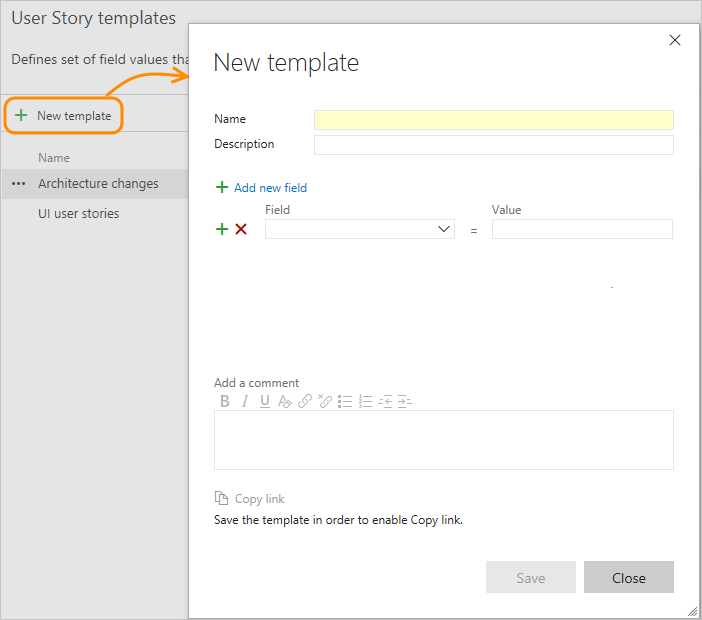 User Story templates
Defines set of field values tha
New template
Name
Architecture changes
UI user stories
New template
Name
Description
Add new field
Field
Value
=
Add a comment
B I U A
Copy link
Save the template in order to enable Copy link.
Save
Close